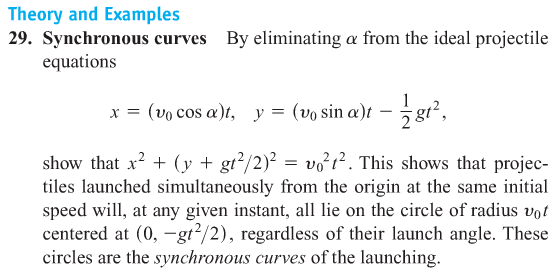 Theory and Examples
29. Synchronous curves By eliminating α from the ideal projectile
equations
x = (v₀ cos α)t, y = (v₀ sin α)t − 1/2 gt²,
show that x² + (y + gt²/2)² = v₀²t². This shows that projec-
tiles launched simultaneously from the origin at the same initial
speed will, at any given instant, all lie on the circle of radius v₀t
centered at (0, −gt²/2), regardless of their launch angle. These
circles are the synchronous curves of the launching.